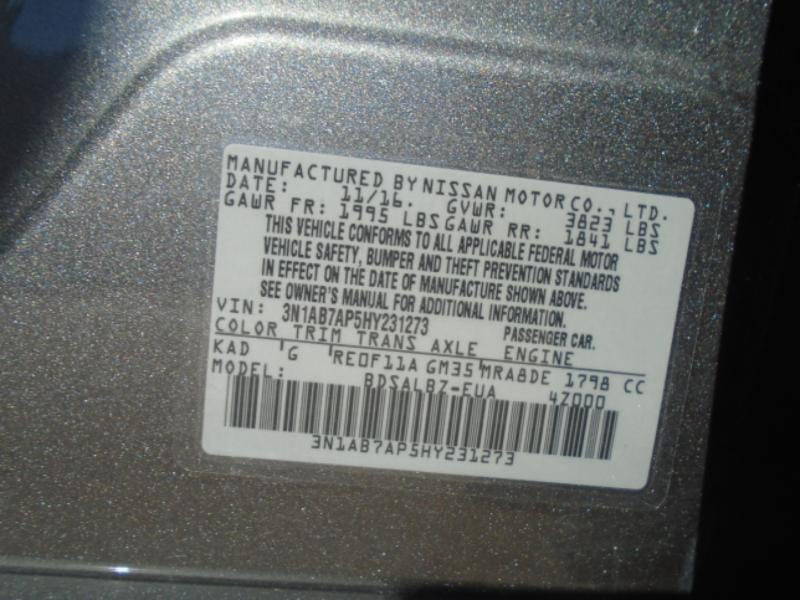 MANUFACTURED BY NISSAN MOTOR CO., LTD.
DATE: 11/16. GVWR: 3823 LBS
GAWR FR: 1995 LBS GAWR RR: 1841 LBS
THIS VEHICLE CONFORMS TO ALL APPLICABLE FEDERAL MOTOR
VEHICLE SAFETY, BUMPER AND THEFT PREVENTION STANDARDS
IN EFFECT ON THE DATE OF MANUFACTURE SHOWN ABOVE.
SEE OWNER'S MANUAL FOR ADDITIONAL INFORMATION.
VIN: 3N1AB7AP5HY231273 PASSENGER CAR.
COLOR TRIM TRANS AXLE ENGINE
KAD G RE0F11A GM35 MRA8DE 1798 CC
MODEL: BDSALBZ-EUA 4Z000
3N1AB7AP5HY231273